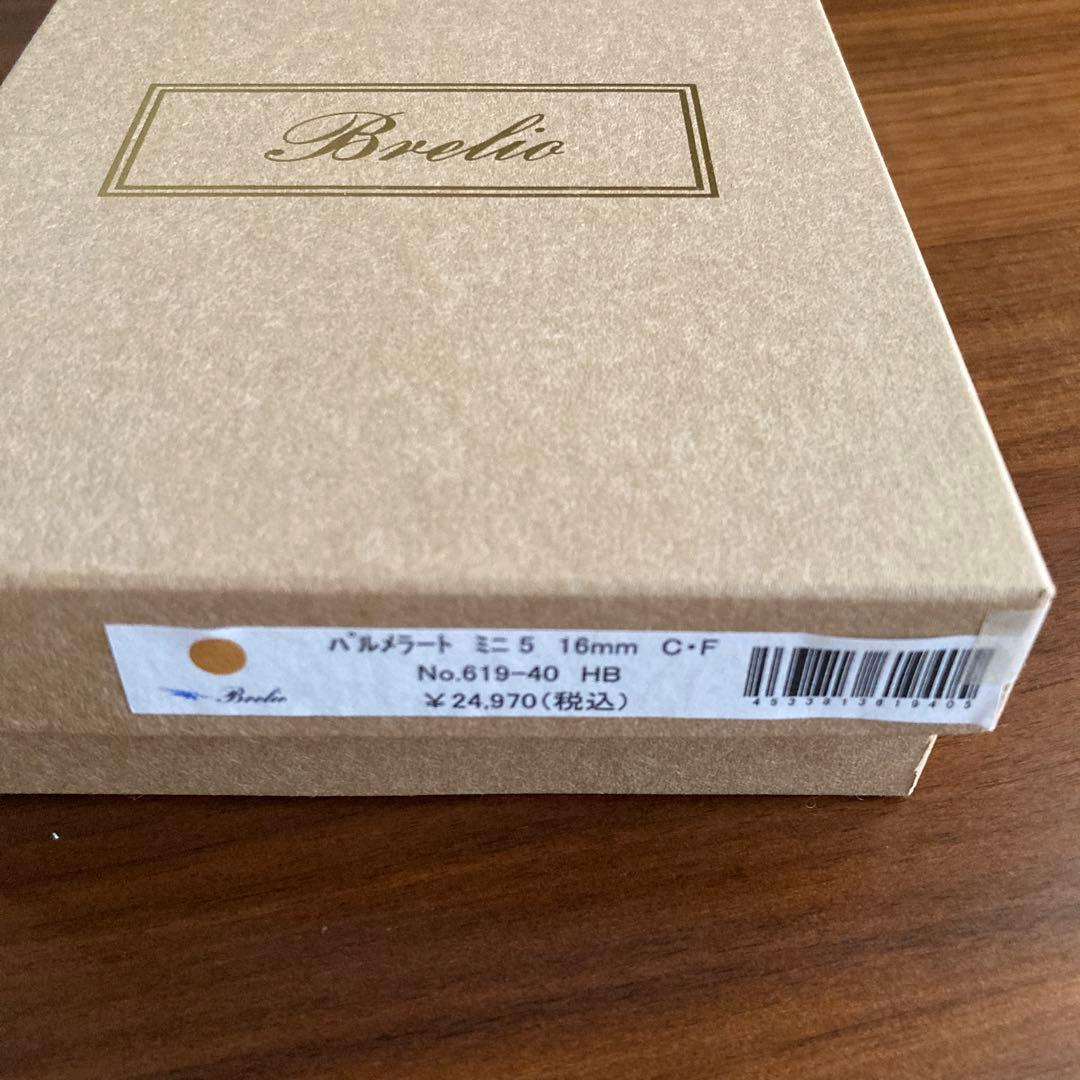 Brelio
パルメラート ミニ 5 16mm C・F
No.619-40 HB
¥24,970(税込)
Brelio
4533813619405